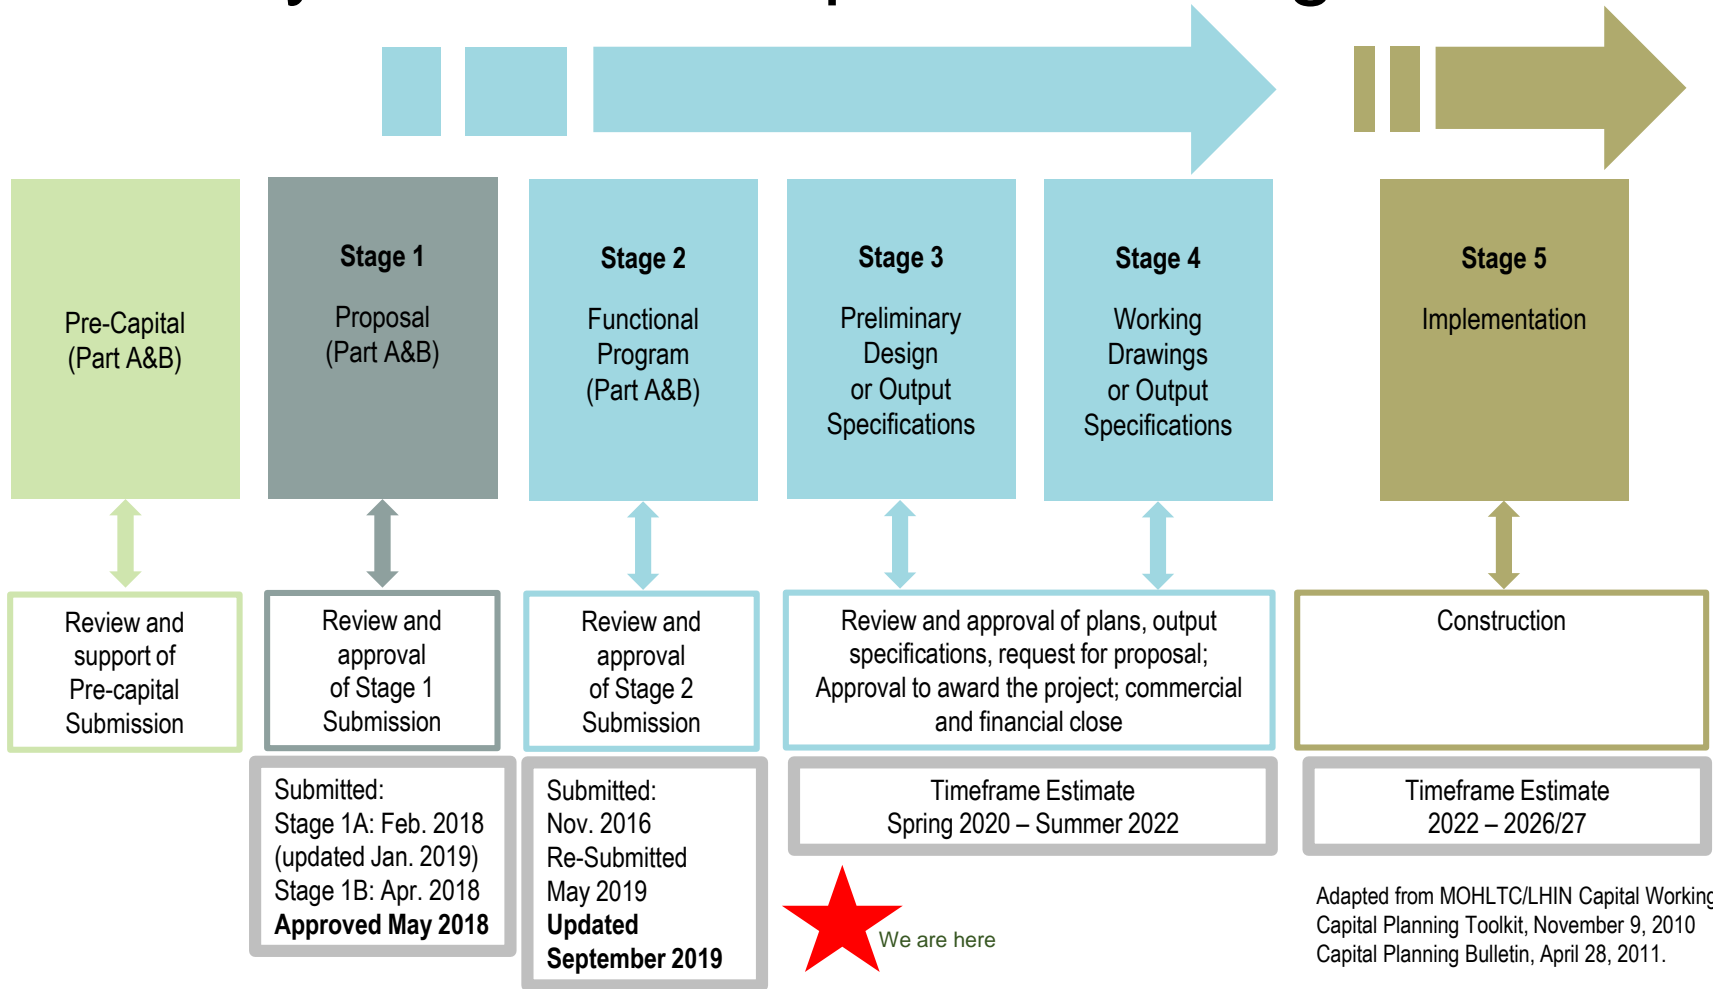 Pre-Capital
(Part A&B)
Stage 1
Proposal
(Part A&B)
Stage 2
Functional
Program
(Part A&B)
Stage 3
Preliminary
Design
or Output
Specifications
Stage 4
Working
Drawings
or Output
Specifications
Stage 5
Implementation
Review and
support of
Pre-capital
Submission
Review and
approval
of Stage 1
Submission
Review and
approval
of Stage 2
Submission
Review and approval of plans, output
specifications, request for proposal;
Approval to award the project; commercial
and financial close
Construction
Submitted:
Stage 1A: Feb. 2018
(updated Jan. 2019)
Stage 1B: Apr. 2018
Approved May 2018
Submitted:
Nov. 2016
Re-Submitted
May 2019
Updated
September 2019
Timeframe Estimate
Spring 2020 – Summer 2022
Timeframe Estimate
2022 – 2026/27
We are here
Adapted from MOHLTC/LHIN Capital Working
Capital Planning Toolkit, November 9, 2010
Capital Planning Bulletin, April 28, 2011.